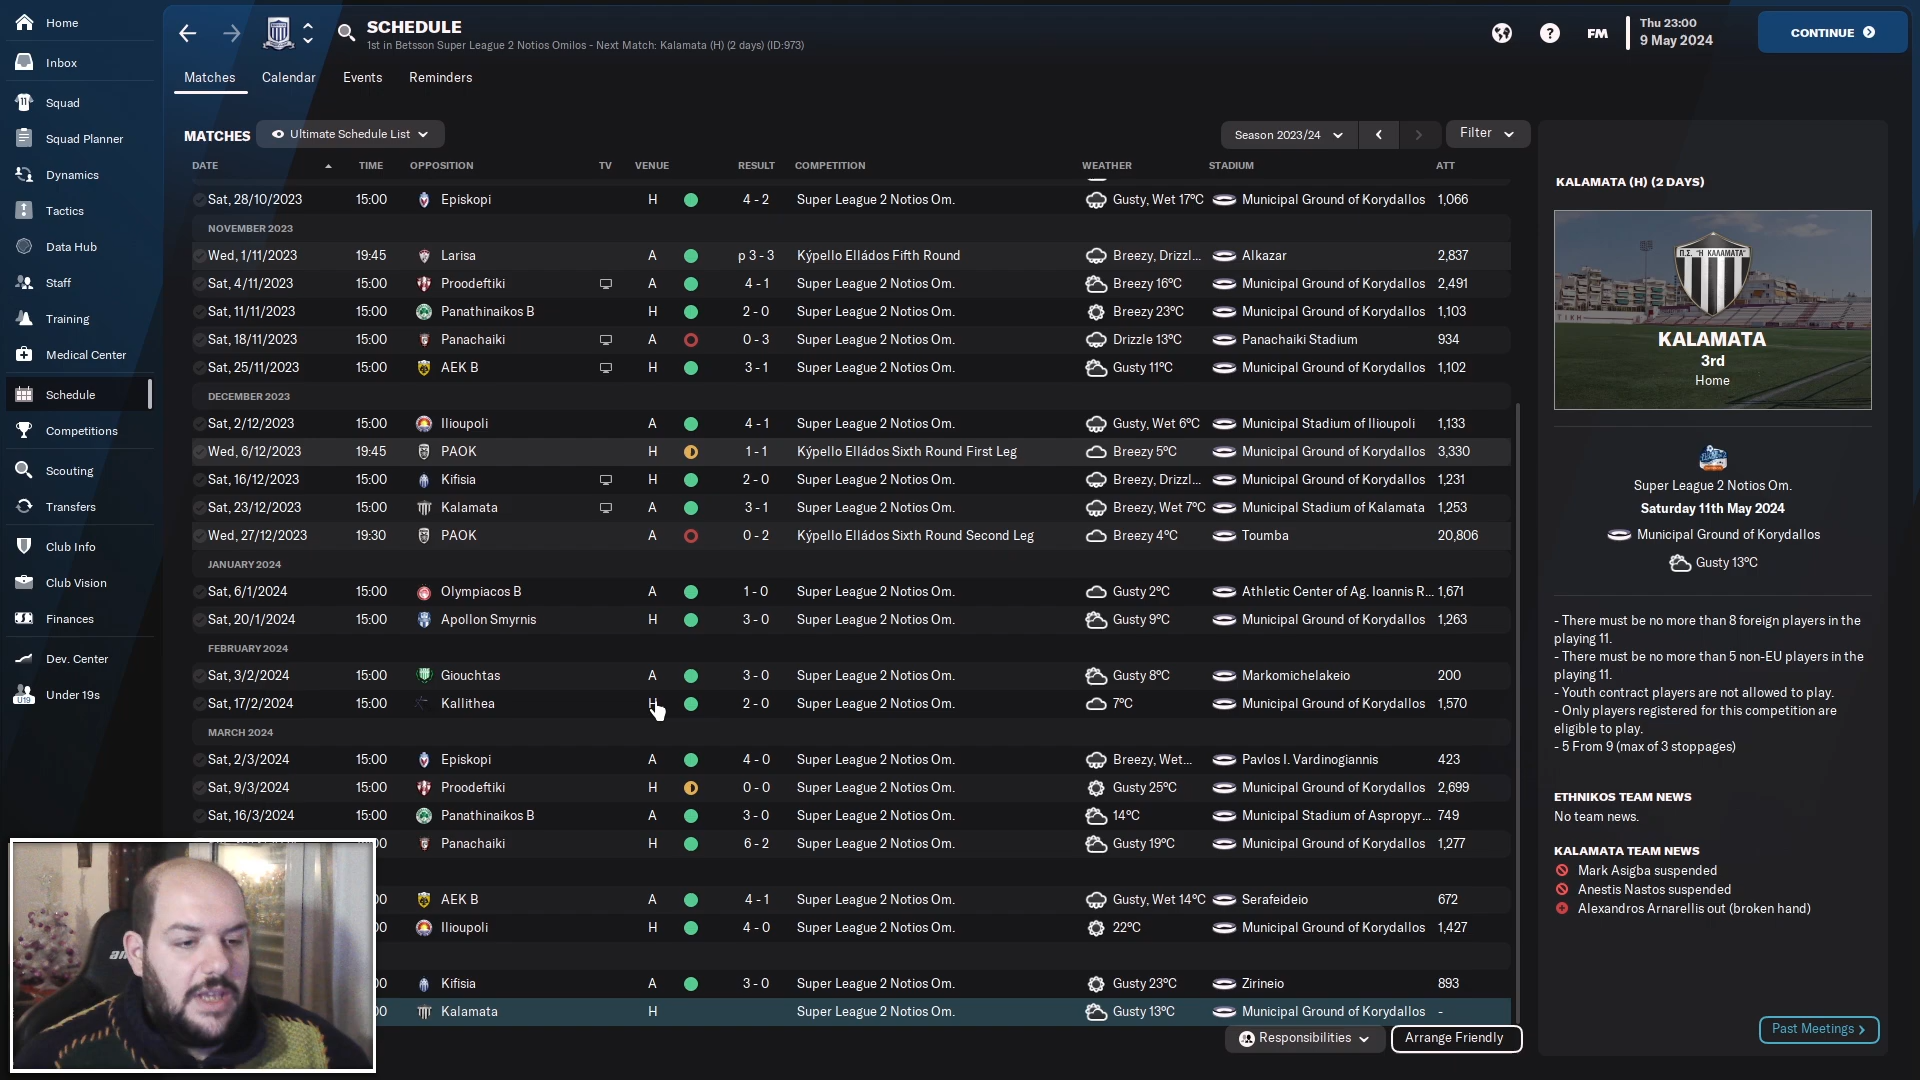 Home
Inbox
Squad
Squad Planner
Dynamics
Tactics
Data Hub
Staff
Training
Medical Center
Schedule
Competitions
Scouting
Transfers
Club Info
Club Vision
Finances
Dev. Center
Under 19s
SCHEDULE
1st in Betsson Super League 2 Notios Omilos - Next Match: Kalamata (H) (2 days) (ID:973)
FM
Thu 23:00
9 May 2024
CONTINUE
Matches Calendar Events Reminders
MATCHES Ultimate Schedule List Season 2023/24 Filter
DATE TIME OPPOSITION TV VENUE RESULT COMPETITION WEATHER STADIUM ATT
Sat, 28/10/2023 15:00 Episkopi H 4 - 2 Super League 2 Notios Om. Gusty, Wet 17ºC Municipal Ground of Korydallos 1,066
NOVEMBER 2023
Wed, 1/11/2023 19:45 Larisa A p 3 - 3 Kýpello Elládos Fifth Round Breezy, Drizzl... Alkazar 2,837
Sat, 4/11/2023 15:00 Proodeftiki A 4 - 1 Super League 2 Notios Om. Breezy 16ºC Municipal Ground of Korydallos 2,491
Sat, 11/11/2023 15:00 Panathinaikos B H 2 - 0 Super League 2 Notios Om. Breezy 23ºC Municipal Ground of Korydallos 1,103
Sat, 18/11/2023 15:00 Panachaiki A 0 - 3 Super League 2 Notios Om. Drizzle 13ºC Panachaiki Stadium 934
Sat, 25/11/2023 15:00 AEK B H 3 - 1 Super League 2 Notios Om. Gusty 11ºC Municipal Ground of Korydallos 1,102
DECEMBER 2023
Sat, 2/12/2023 15:00 Ilioupoli A 4 - 1 Super League 2 Notios Om. Gusty, Wet 6ºC Municipal Stadium of Ilioupoli 1,133
Wed, 6/12/2023 19:45 PAOK H 1 - 1 Kýpello Elládos Sixth Round First Leg Breezy 5ºC Municipal Ground of Korydallos 3,330
Sat, 16/12/2023 15:00 Kifisia H 2 - 0 Super League 2 Notios Om. Breezy, Drizzl... Municipal Ground of Korydallos 1,231
Sat, 23/12/2023 15:00 Kalamata A 3 - 1 Super League 2 Notios Om. Breezy, Wet 7ºC Municipal Stadium of Kalamata 1,253
Wed, 27/12/2023 19:30 PAOK A 0 - 2 Kýpello Elládos Sixth Round Second Leg Breezy 4ºC Toumba 20,806
JANUARY 2024
Sat, 6/1/2024 15:00 Olympiacos B A 1 - 0 Super League 2 Notios Om. Gusty 2ºC Athletic Center of Ag. Ioannis R... 1,671
Sat, 20/1/2024 15:00 Apollon Smyrnis H 3 - 0 Super League 2 Notios Om. Gusty 9ºC Municipal Ground of Korydallos 1,263
FEBRUARY 2024
Sat, 3/2/2024 15:00 Giouchtas A 3 - 0 Super League 2 Notios Om. Gusty 8ºC Markomichelakeio 200
Sat, 17/2/2024 15:00 Kallithea H 2 - 0 Super League 2 Notios Om. 7ºC Municipal Ground of Korydallos 1,570
MARCH 2024
Sat, 2/3/2024 15:00 Episkopi A 4 - 0 Super League 2 Notios Om. Breezy, Wet... Pavlos I. Vardinogiannis 423
Sat, 9/3/2024 15:00 Proodeftiki H 0 - 0 Super League 2 Notios Om. Gusty 25ºC Municipal Ground of Korydallos 2,699
Sat, 16/3/2024 15:00 Panathinaikos B A 3 - 0 Super League 2 Notios Om. 14ºC Municipal Stadium of Aspropyr... 749
00 Panachaiki H 6 - 2 Super League 2 Notios Om. Gusty 19ºC Municipal Ground of Korydallos 1,277
00 AEK B A 4 - 1 Super League 2 Notios Om. Gusty, Wet 14ºC Serafeideio 672
00 Ilioupoli H 4 - 0 Super League 2 Notios Om. 22ºC Municipal Ground of Korydallos 1,427
00 Kifisia A 3 - 0 Super League 2 Notios Om. Gusty 23ºC Zirineio 893
00 Kalamata H Super League 2 Notios Om. Gusty 13ºC Municipal Ground of Korydallos -
Responsibilities Arrange Friendly
KALAMATA (H) (2 DAYS)
Π.Σ. "Η ΚΑΛΑΜΑΤΑ"
KALAMATA
3rd
Home
Super League 2 Notios Om.
Saturday 11th May 2024
Municipal Ground of Korydallos
Gusty 13ºC
- There must be no more than 8 foreign players in the
playing 11.
- There must be no more than 5 non-EU players in the
playing 11.
- Youth contract players are not allowed to play.
- Only players registered for this competition are
eligible to play.
- 5 From 9 (max of 3 stoppages)
ETHNIKOS TEAM NEWS
No team news.
KALAMATA TEAM NEWS
Mark Asigba suspended
Anestis Nastos suspended
Alexandros Arnarellis out (broken hand)
Past Meetings